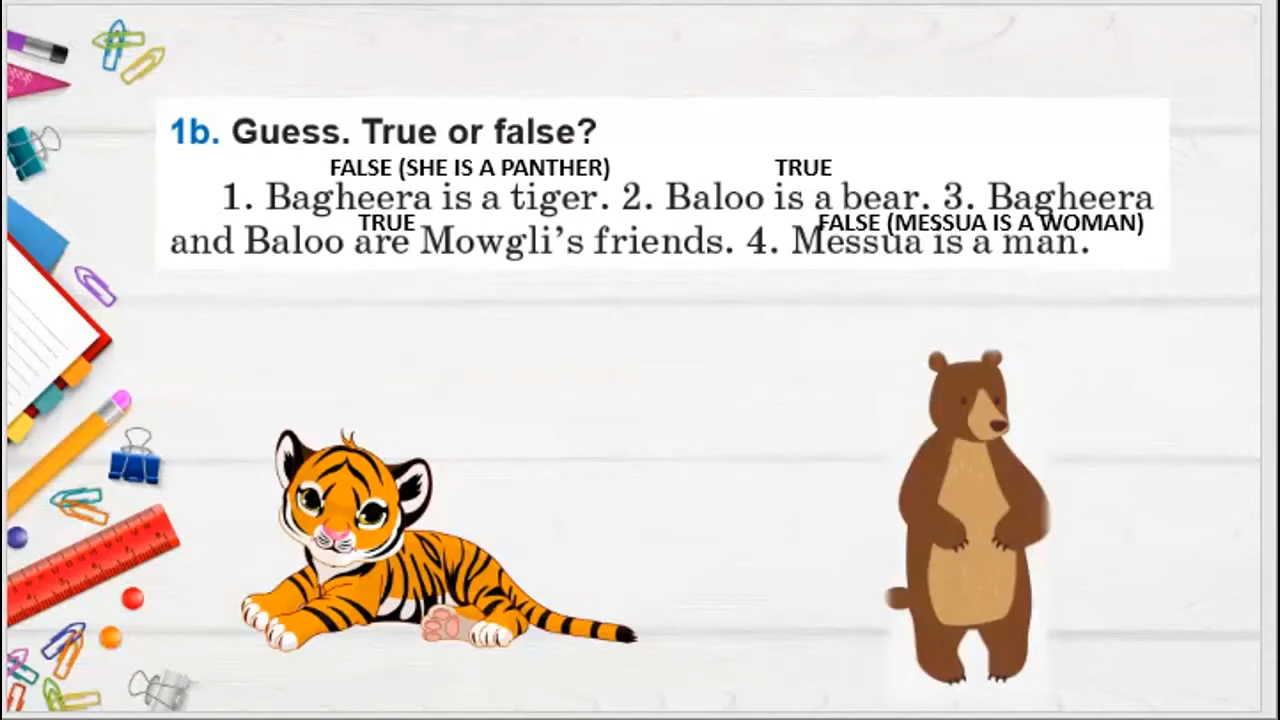 1b. Guess. True or false?
FALSE (SHE IS A PANTHER) TRUE
1. Bagheera is a tiger. 2. Baloo is a bear. 3. Bagheera
TRUE FALSE (MESSUA IS A WOMAN)
and Baloo are Mowgli's friends. 4. Messua is a man.